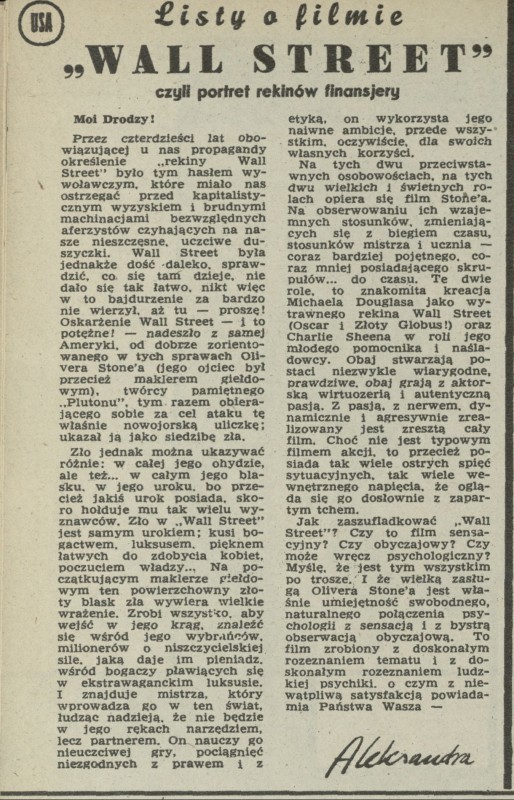 USA
Listy o filmie
„WALL STREET”
czyli portret rekinów finansjery
Moi Drodzy!
Przez czterdzieści lat obo-
wiązującej u nas propagandy
określenie „rekiny Wall
Street” było tym hasłem wy-
woławczym, które miało nas
ostrzegać przed kapitalisty-
cznym wyzyskiem i brudnymi
machinacjami bezwzględnych
aferzystów czyhających na na-
sze nieszczęsne, uczciwe du-
szyczki. Wall Street była
jednakże dość daleko, spraw-
dzić, co się tam dzieje, nie
dało się tak łatwo, nikt więc
w to bajdurzenie za bardzo
nie wierzył, aż tu — proszę!
Oskarżenie Wall Street — i to
potężne! — nadeszło z samej
Ameryki, od dobrze zoriento-
wanego w tych sprawach Oli-
vera Stone'a (jego ojciec był
przecież maklerem giełdo-
wym), twórcy pamiętnego
„Plutonu”, tym razem obiera-
jącego sobie za cel ataku tę
właśnie nowojorską uliczkę;
ukazał ją jako siedzibę zła.
Zło jednak można ukazywać
różnie: w całej jego ohydzie,
ale też... w całym jego bla-
sku, w jego uroku, bo prze-
cież jakiś urok posiada, sko-
ro hołduje mu tak wielu wy-
znawców. Zło w „Wall Street”
jest samym urokiem; kusi bo-
gactwem, luksusem, pięknem
łatwych do zdobycia kobiet,
poczuciem władzy... Na po-
czątkującym maklerze giełdo-
wym ten powierzchowny zło-
ty blask zła wywiera wielkie
wrażenie. Zrobi wszystko, aby
wejść w jego krąg, znaleźć
się wśród jego wybrańców,
milionerów o niszczycielskiej
sile, jaką daje im pieniądz,
wśród bogaczy pławiących się
w ekstrawaganckim luksusie.
I znajduje mistrza, który
wprowadza go w ten świat,
łudząc nadzieją, że nie będzie
w jego rękach narzędziem,
lecz partnerem. On nauczy go
nieuczciwej gry, pociągnięć
niezgodnych z prawem i z
etyką, on wykorzysta jego
naiwne ambicje, przede wszy-
stkim, oczywiście, dla swoich
własnych korzyści.
Na tych dwu przeciwsta-
wnych osobowościach, na tych
dwu wielkich i świetnych ro-
lach opiera się film Stone'a.
Na obserwowaniu ich wzaje-
mnych stosunków, zmieniają-
cych się z biegiem czasu,
stosunków mistrza i ucznia —
coraz bardziej pojętnego, co-
raz mniej posiadającego skru-
pułów... do czasu. Te dwie
role, to znakomita kreacja
Michaela Douglasa jako wy-
trawnego rekina Wall Street
(Oscar i Złoty Globus!) oraz
Charlie Sheena w roli jego
młodego pomocnika i naśla-
dowcy. Obaj stwarzają po-
staci niezwykle wiarygodne,
prawdziwe, obaj grają z aktor-
ską wirtuozerią i autentyczną
pasją. Z pasją, z nerwem, dy-
namicznie i agresywnie zrea-
lizowany jest zresztą cały
film. Choć nie jest typowym
filmem akcji, to przecież po-
siada tak wiele ostrych spięć
sytuacyjnych, tak wiele we-
wnętrznego napięcia, że oglą-
da się go dosłownie z zapar-
tym tchem.
Jak zaszufladkować „Wall
Street”? Czy to film sensa-
cyjny? Czy obyczajowy? Czy
może wręcz psychologiczny?
Myślę, że jest tym wszystkim
po trosze. I że wielką zasłu-
gą Olivera Stone'a jest wła-
śnie umiejętność swobodnego,
naturalnego połączenia psy-
chologii z sensacją i z bystrą
obserwacją obyczajową. To
film zrobiony z doskonałym
rozeznaniem tematu i z do-
skonałym rozeznaniem ludz-
kiej psychiki, o czym z nie-
wątpliwą satysfakcją powiada-
mia Państwa Wasza —
Aleksandra